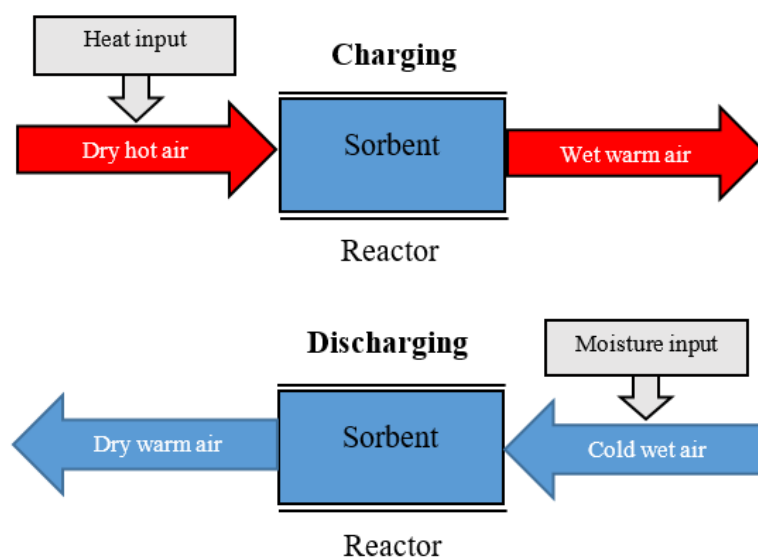 Heat input
Charging
Dry hot air
Sorbent
Wet warm air
Reactor
Discharging
Moisture input
Dry warm air
Sorbent
Cold wet air
Reactor